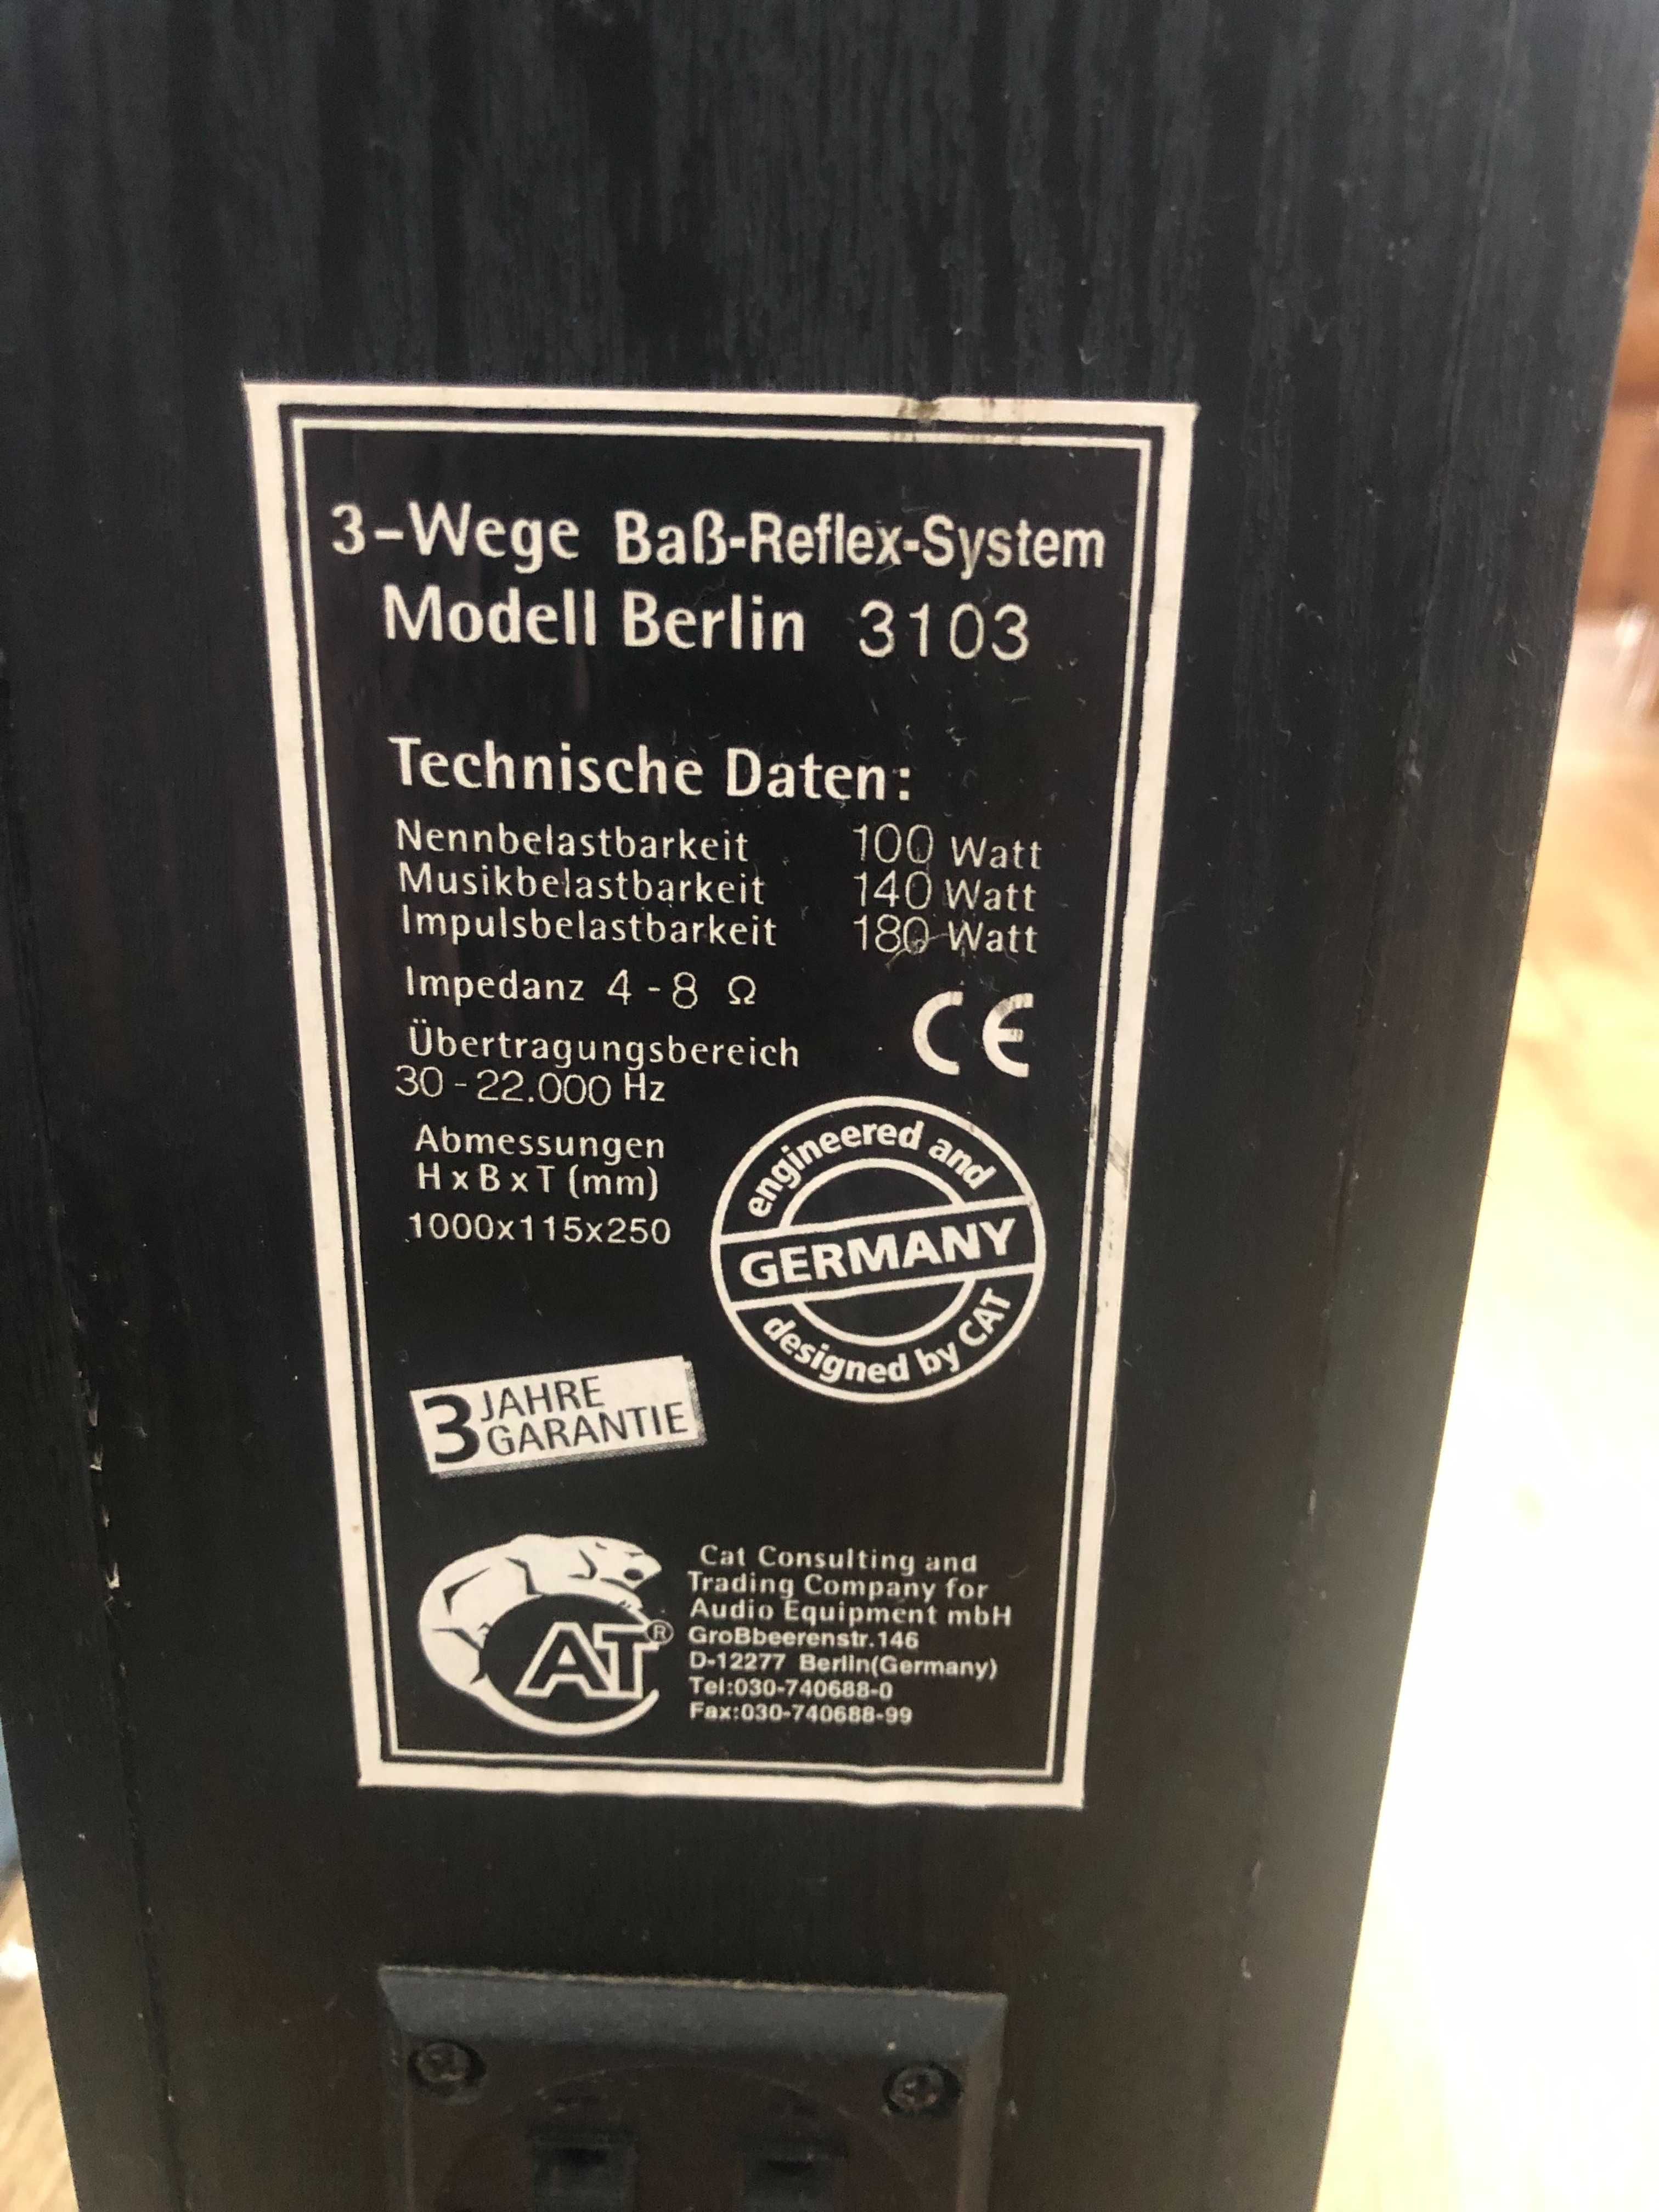 3-Wege Baß-Reflex-System
Modell Berlin 3103
Technische Daten:
Nennbelastbarkeit 100 Watt
Musikbelastbarkeit 140 Watt
Impulsbelastbarkeit 180 Watt
Impedanz 4 - 8 Ω
CE
Übertragungsbereich
30 - 22.000 Hz
Abmessungen
H x B x T (mm)
1000x115x250
engineered and
GERMANY
designed by CAT
3 JAHRE
GARANTIE
CAT®
Cat Consulting and
Trading Company for
Audio Equipment mbH
GroBbeerenstr.146
D-12277 Berlin(Germany)
Tel:030-740688-0
Fax:030-740688-99